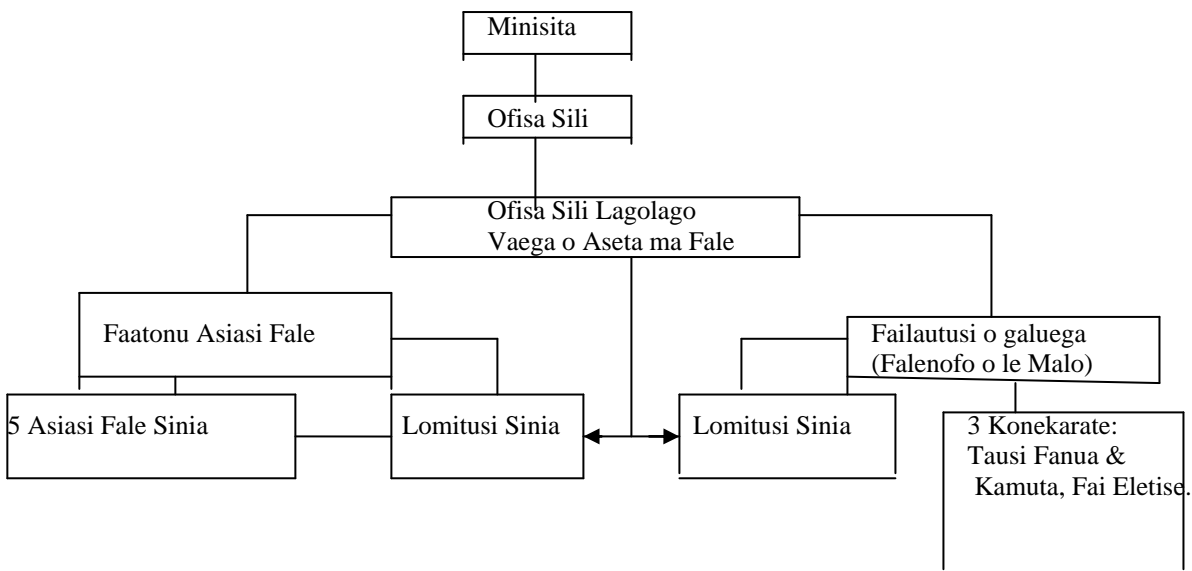 Minisita
Ofisa Sili
Ofisa Sili Lagolago
Vaega o Aseta ma Fale
Faatonu Asiasi Fale
Failautusi o galuega
(Falenofo o le Malo)
5 Asiasi Fale Sinia
Lomitusi Sinia
Lomitusi Sinia
3 Konekarate:
Tausi Fanua &
Kamuta, Fai Eletise.